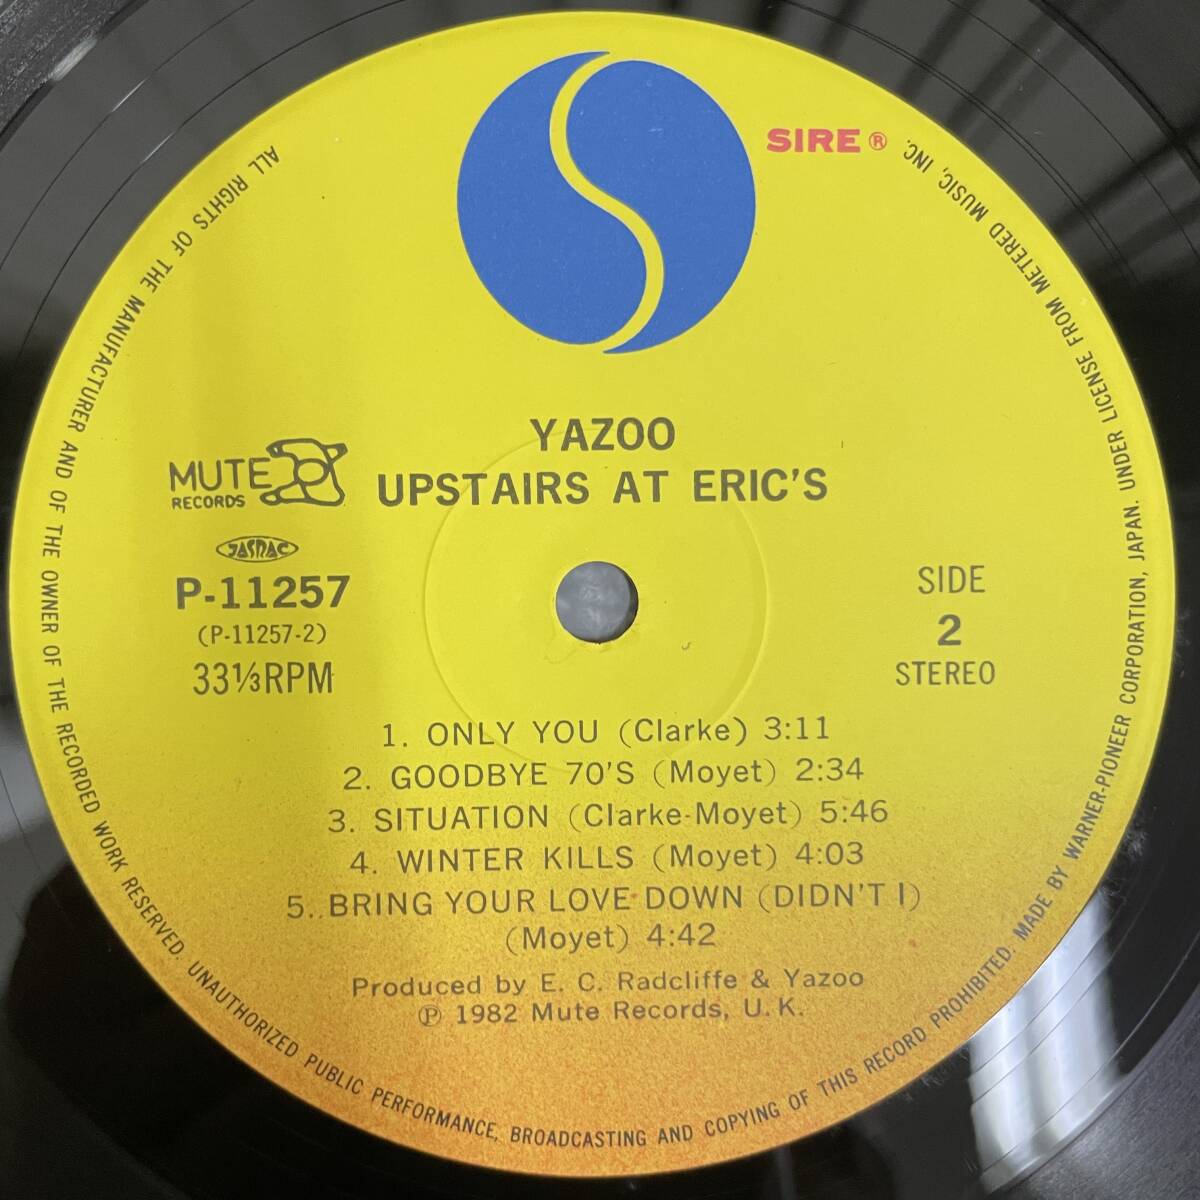 SIRE ®
YAZOO
UPSTAIRS AT ERIC'S
MUTE
RECORDS
JASRAC
P-11257
(P-11257-2)
33⅓RPM
SIDE
2
STEREO
1. ONLY YOU (Clarke) 3:11
2. GOODBYE 70'S (Moyet) 2:34
3. SITUATION (Clarke-Moyet) 5:46
4. WINTER KILLS (Moyet) 4:03
5. BRING YOUR LOVE DOWN (DIDN'T I)
(Moyet) 4:42
Produced by E. C. Radcliffe & Yazoo
℗ 1982 Mute Records, U. K.
ALL RIGHTS OF THE MANUFACTURER AND OF THE OWNER OF THE RECORDED WORK RESERVED. UNAUTHORIZED PUBLIC PERFORMANCE, BROADCASTING AND COPYING OF THIS RECORD PROHIBITED. MADE BY WARNER-PIONEER CORPORATION, JAPAN. UNDER LICENSE FROM METERED MUSIC, INC.